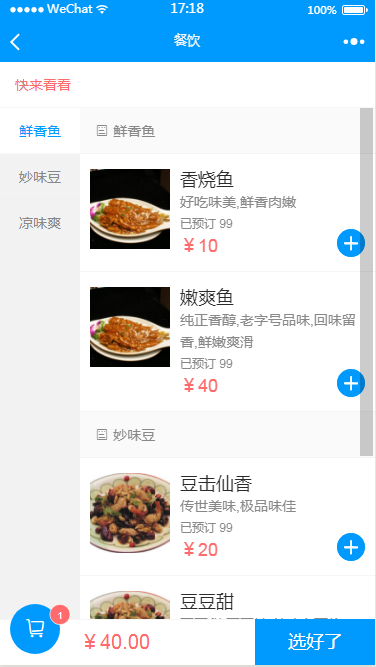 WeChat 17:18 100%
餐饮
快来看看
鲜香鱼
妙味豆
凉味爽
鲜香鱼
香烧鱼
好吃味美,鲜香肉嫩
已预订 99
￥10
嫩爽鱼
纯正香醇,老字号品味,回味留
香,鲜嫩爽滑
已预订 99
￥40
妙味豆
豆击仙香
传世美味,极品味佳
已预订 99
￥20
豆豆甜
1
￥40.00
选好了